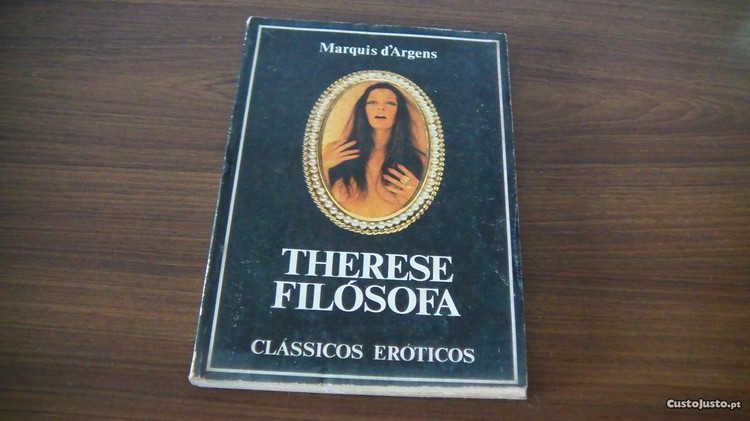 Marquis d'Argens
THERESE
FILÓSOFA
CLÁSSICOS ERÓTICOS
CustoJusto.pt